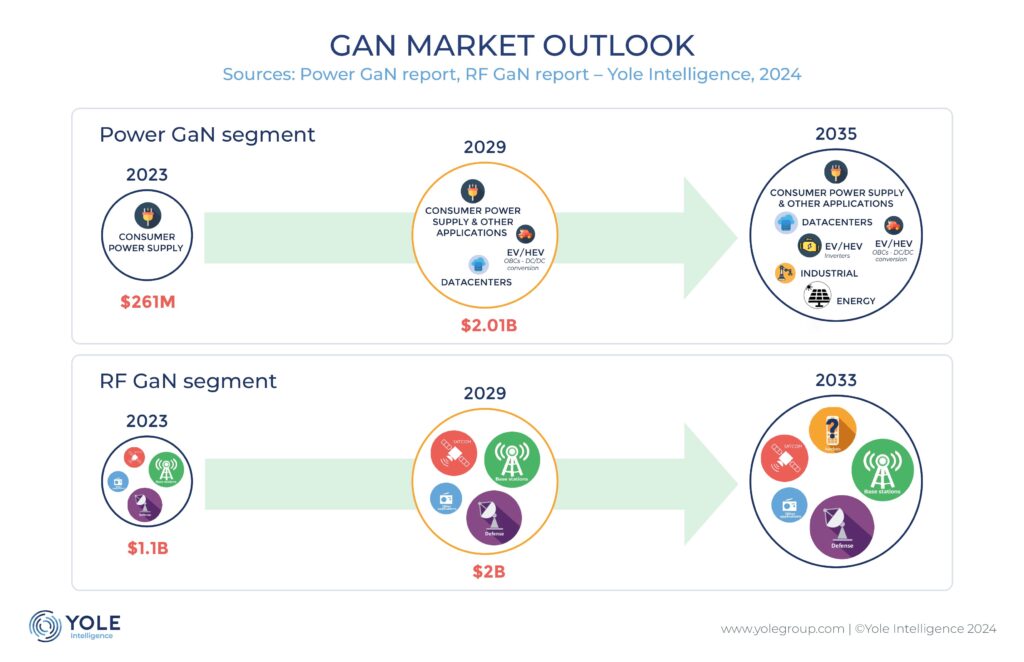 GAN MARKET OUTLOOK
Sources: Power GaN report, RF GaN report – Yole Intelligence, 2024
Power GaN segment
2023
CONSUMER
POWER SUPPLY
$261M
2029
CONSUMER POWER
SUPPLY & OTHER
APPLICATIONS
EV/HEV
OBCs - DC/DC
conversion
DATACENTERS
$2.01B
2035
CONSUMER POWER SUPPLY
& OTHER APPLICATIONS
DATACENTERS
EV/HEV
Inverters
EV/HEV
OBCs - DC/DC
conversion
INDUSTRIAL
ENERGY
RF GaN segment
2023
Base stations
Defense
$1.1B
2029
SATCOM
Base stations
Defense
$2B
2033
?
SATCOM
Base stations
Defense
YOLE
Intelligence
www.yolegroup.com | ©Yole Intelligence 2024